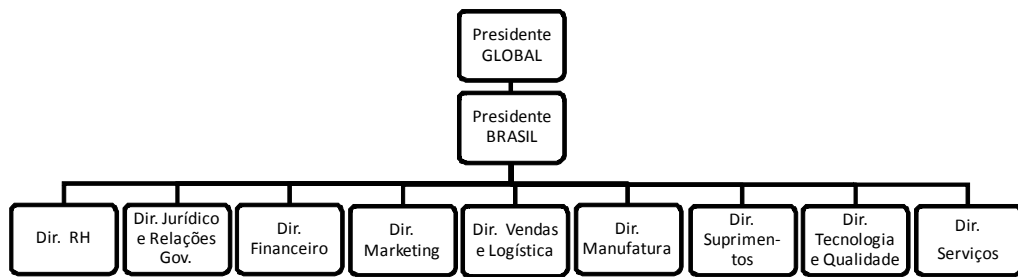 Presidente
GLOBAL
Presidente
BRASIL
Dir. RH
Dir. Jurídico
e Relações
Gov.
Dir.
Financeiro
Dir.
Marketing
Dir. Vendas
e Logística
Dir.
Manufatura
Dir.
Suprimen-
tos
Dir.
Tecnologia
e Qualidade
Dir.
Serviços